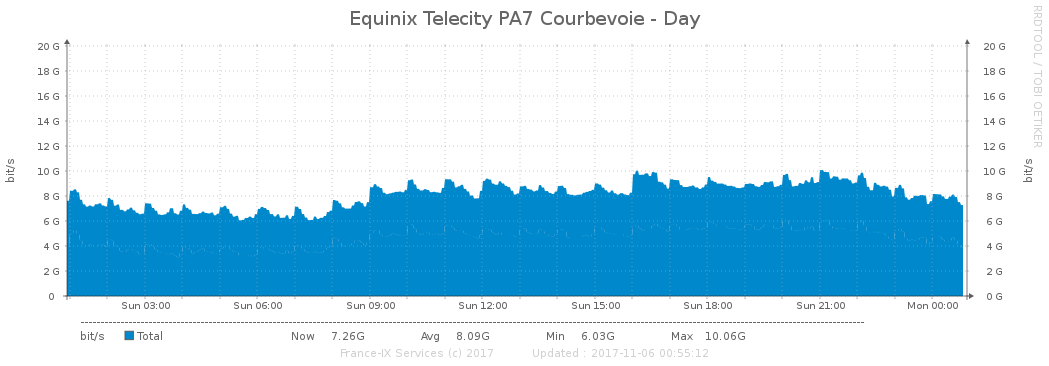 Equinix Telecity PA7 Courbevoie - Day
RRDTOOL / TOBI OETIKER
bit/s
bit/s
20 G 20 G
18 G 18 G
16 G 16 G
14 G 14 G
12 G 12 G
10 G 10 G
8 G 8 G
6 G 6 G
4 G 4 G
2 G 2 G
0 0 G
Sun 03:00 Sun 06:00 Sun 09:00 Sun 12:00 Sun 15:00 Sun 18:00 Sun 21:00 Mon 00:00
bit/s Total Now 7.26G Avg 8.09G Min 6.03G Max 10.06G
France-IX Services (c) 2017 Updated : 2017-11-06 00:55:12